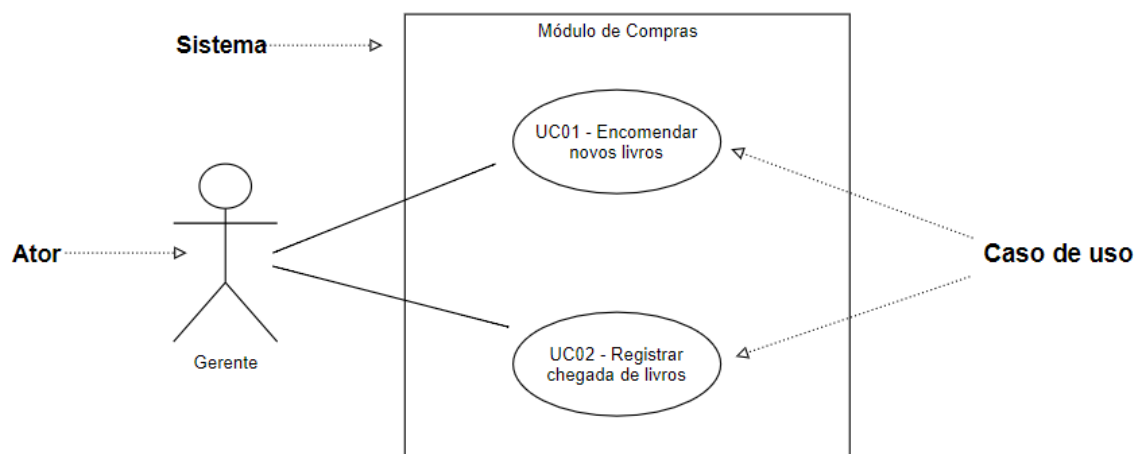 Módulo de Compras
Sistema
UC01 - Encomendar
novos livros
Ator
Caso de uso
UC02 - Registrar
chegada de livros
Gerente